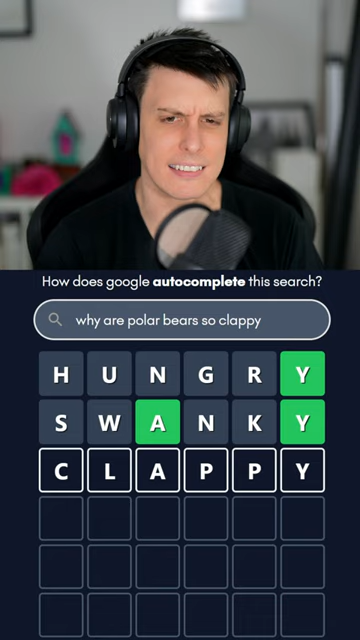 How does google autocomplete this search?
why are polar bears so clappy
HUNGRY
SWANKY
CLAPPY